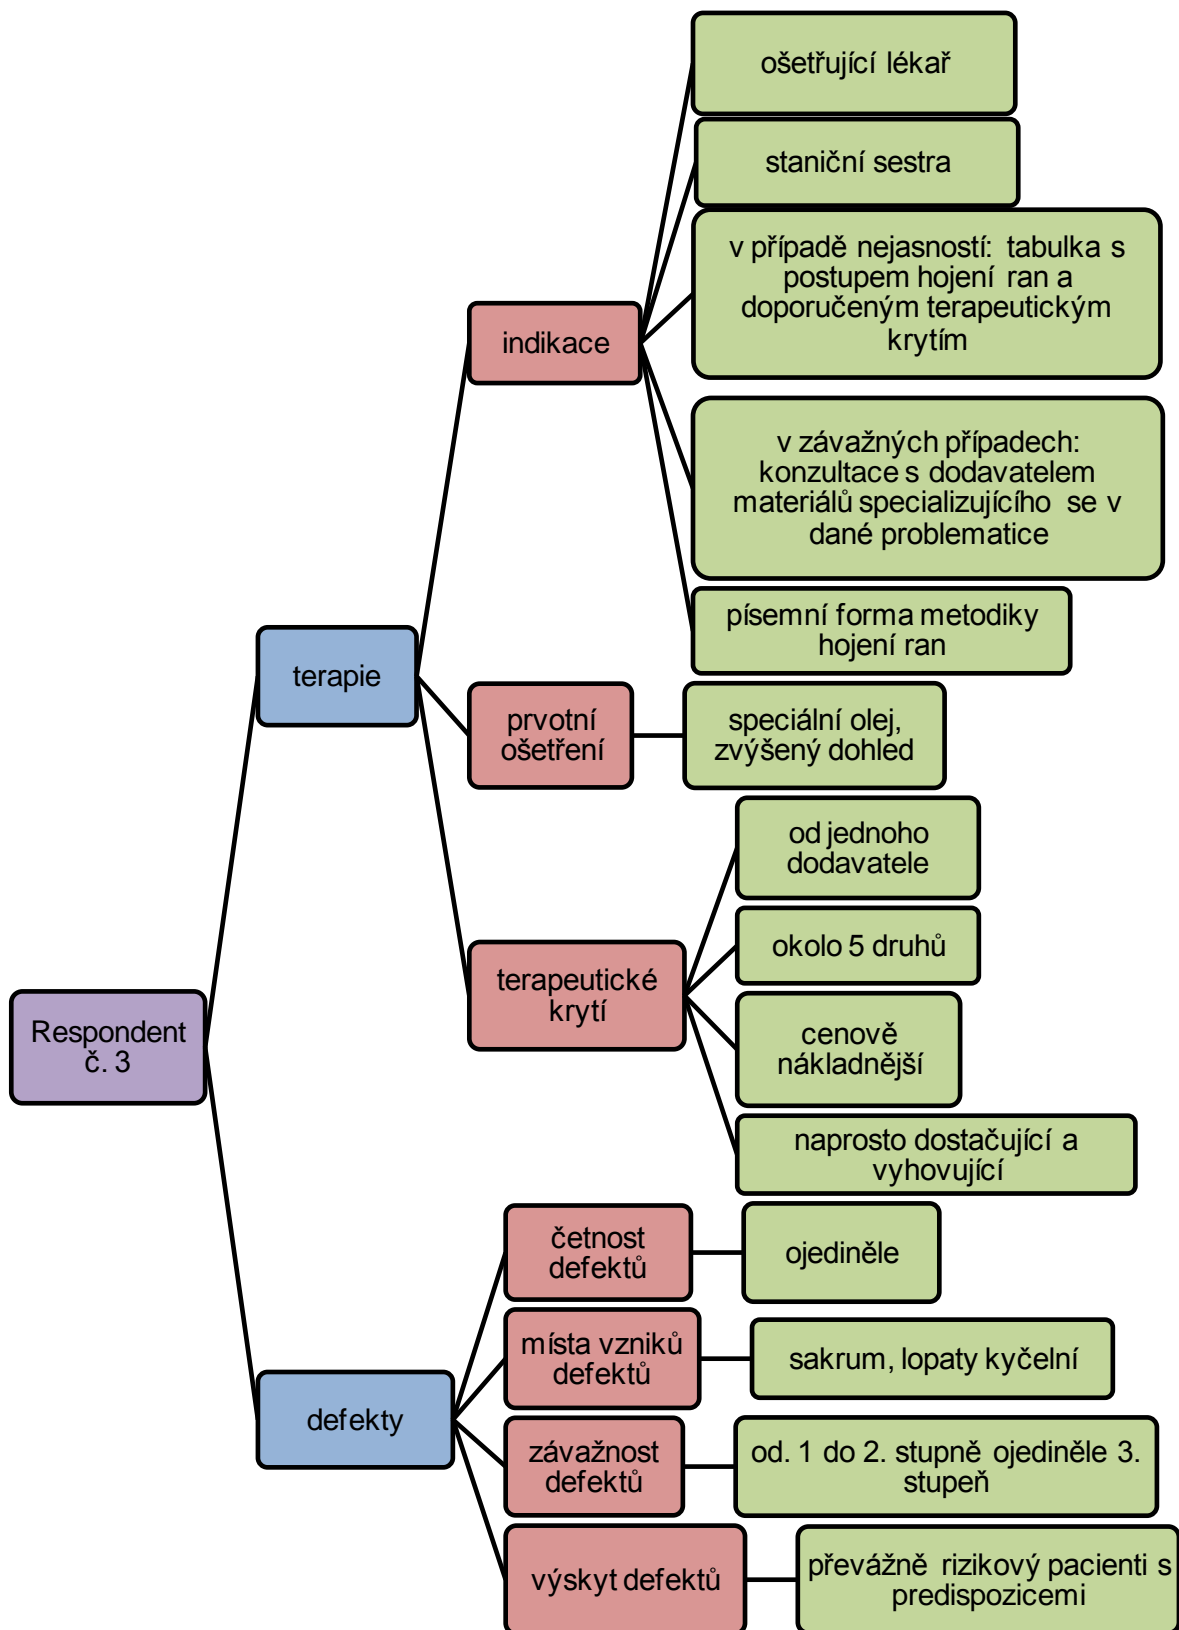 ošetřující lékař
staniční sestra
v případě nejasností: tabulka s
postupem hojení ran a
doporučeným terapeutickým
krytím
indikace
v závažných případech:
konzultace s dodavatelem
materiálů specializujícího se v
dané problematice
písemní forma metodiky
hojení ran
terapie
prvotní
ošetření
speciální olej,
zvýšený dohled
od jednoho
dodavatele
okolo 5 druhů
terapeutické
krytí
cenově
nákladnější
Respondent
č. 3
naprosto dostačující a
vyhovující
četnost
defektů
ojediněle
místa vzniků
defektů
sakrum, lopaty kyčelní
defekty
závažnost
defektů
od. 1 do 2. stupně ojediněle 3.
stupeň
výskyt defektů
převážně rizikový pacienti s
predispozicemi